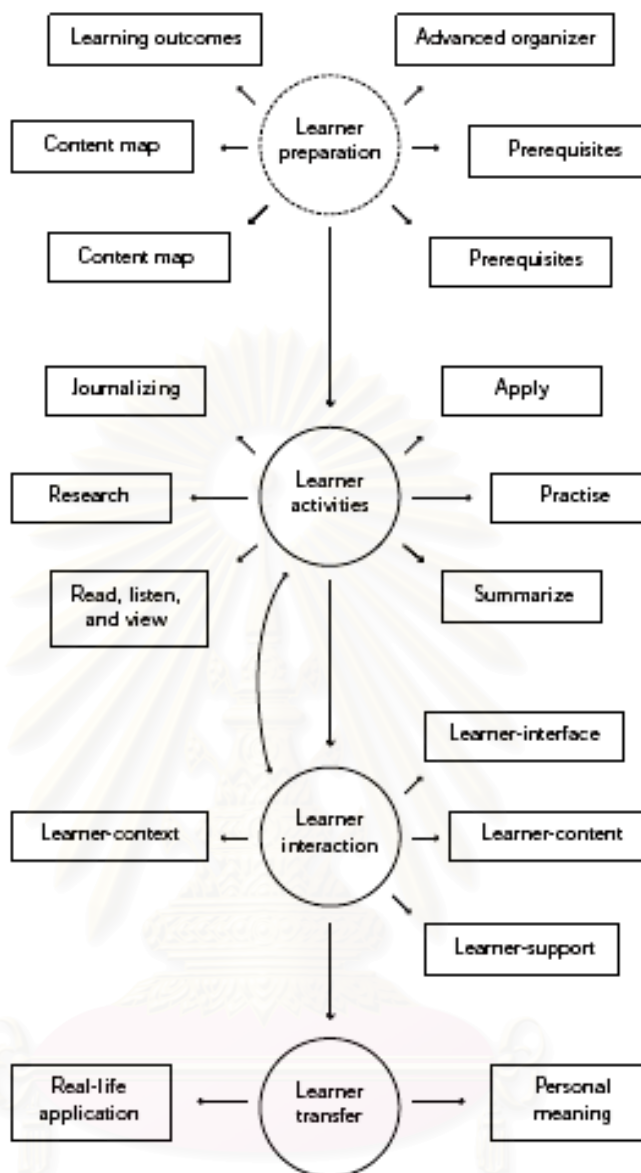 Learning outcomes
Advanced organizer
Learner
preparation
Content map
Prerequisites
Content map
Prerequisites
Journalizing
Apply
Learner
activities
Research
Practise
Read, listen,
and view
Summarize
Learner-interface
Learner
interaction
Learner-context
Learner-content
Learner-support
Real-life
application
Learner
transfer
Personal
meaning